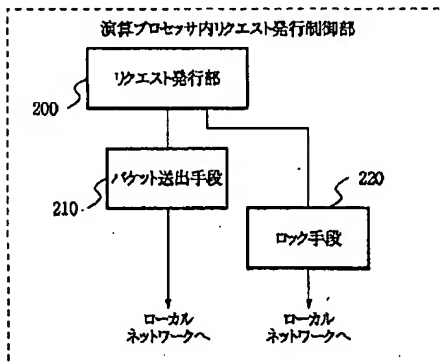 演算プロセッサ内リクエスト発行制御部
リクエスト発行部
200
パケット送出手段
210
220
ロック手段
ローカル
ネットワークへ
ローカル
ネットワークへ